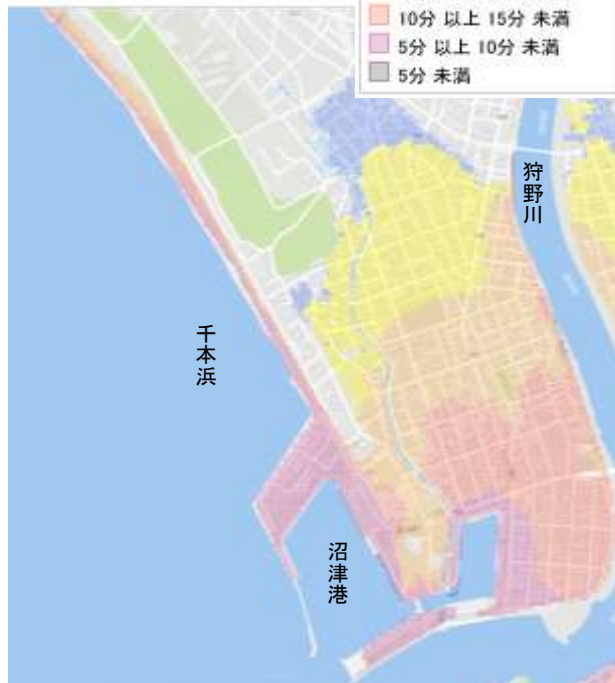 10分 以上 15分 未満
5分 以上 10分 未満
5分 未満
狩野川
千本浜
沼津港